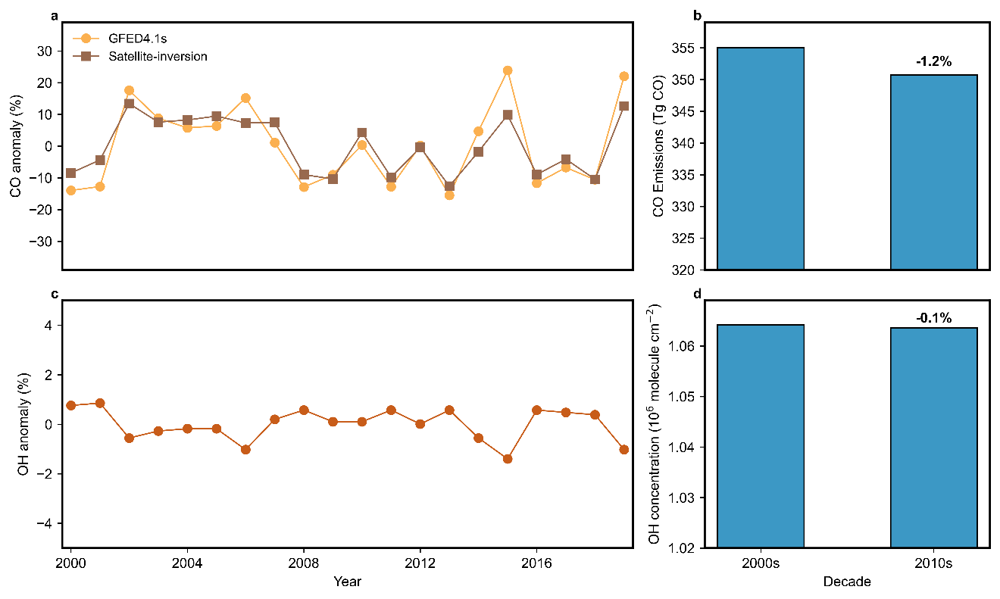 a
GFED4.1s
Satellite-inversion
CO anomaly (%)
30
20
10
0
−10
−20
−30
b
-1.2%
CO Emissions (Tg CO)
355
350
345
340
335
330
325
320
c
OH anomaly (%)
4
2
0
−2
−4
2000
2004
2008
2012
2016
Year
d
-0.1%
OH concentration (10⁶ molecule cm⁻²)
1.06
1.05
1.04
1.03
1.02
2000s
2010s
Decade